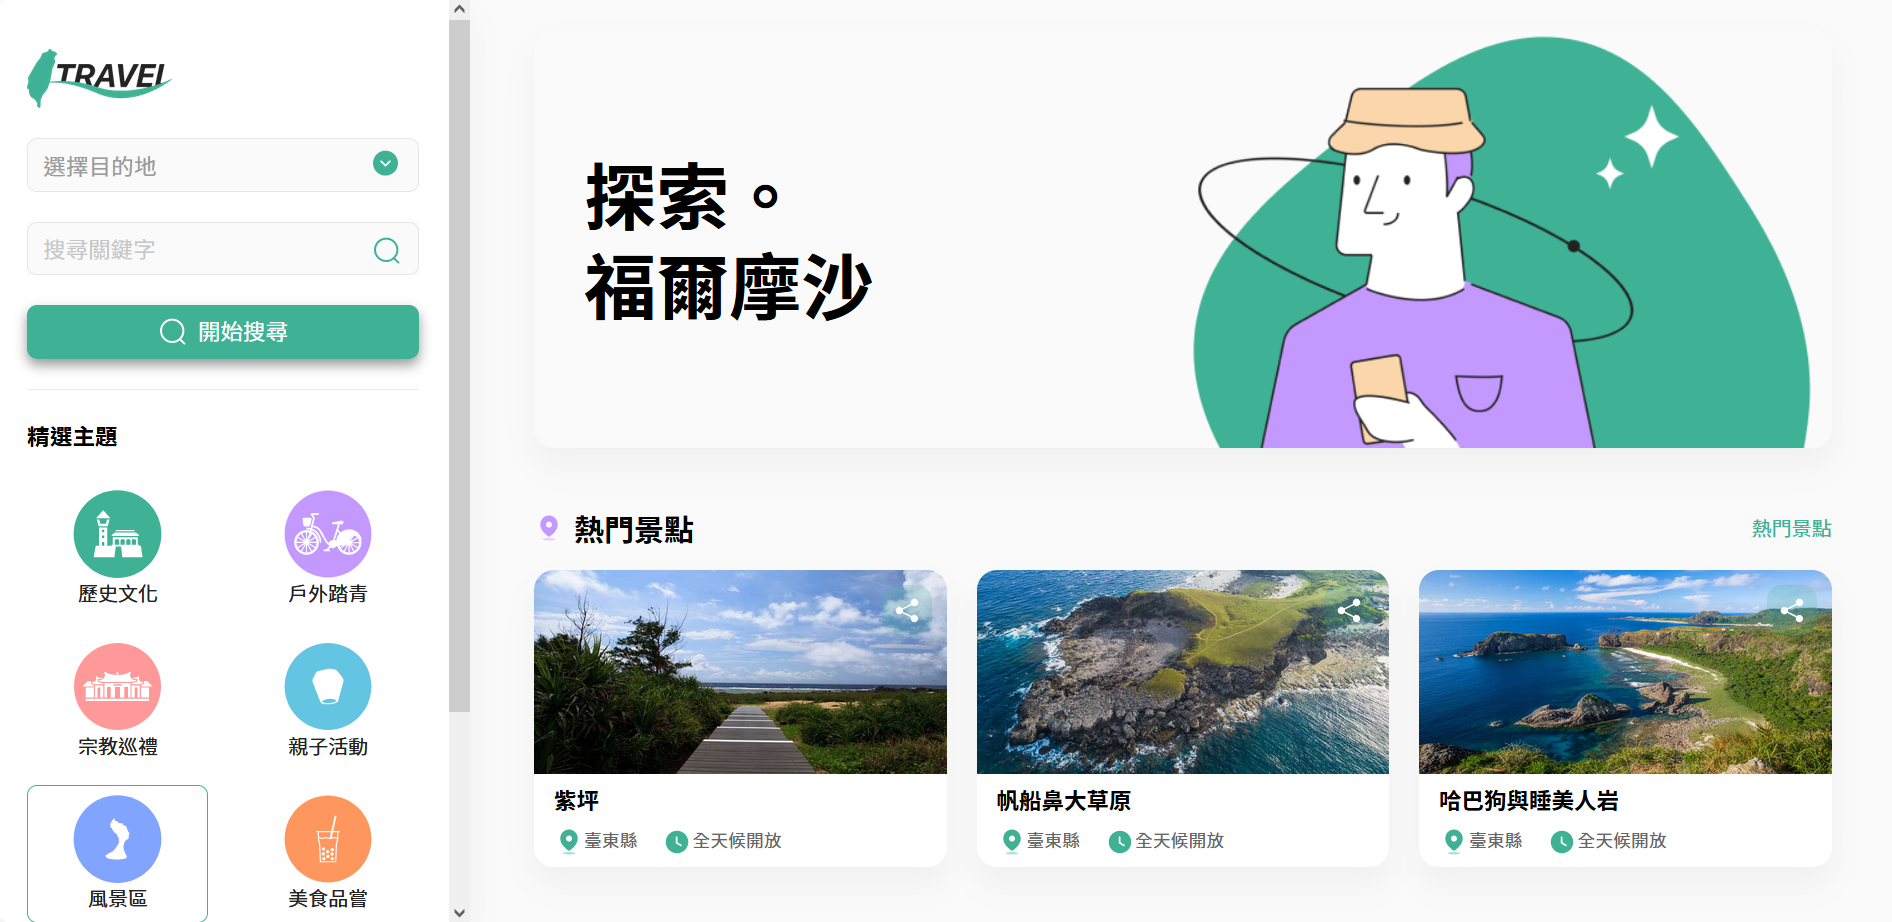 TRAVEL
選擇目的地
搜尋關鍵字
開始搜尋
精選主題
歷史文化
戶外踏青
宗教巡禮
親子活動
風景區
美食品嘗
探索。
福爾摩沙
熱門景點
熱門景點
紫坪
臺東縣
全天候開放
帆船鼻大草原
臺東縣
全天候開放
哈巴狗與睡美人岩
臺東縣
全天候開放